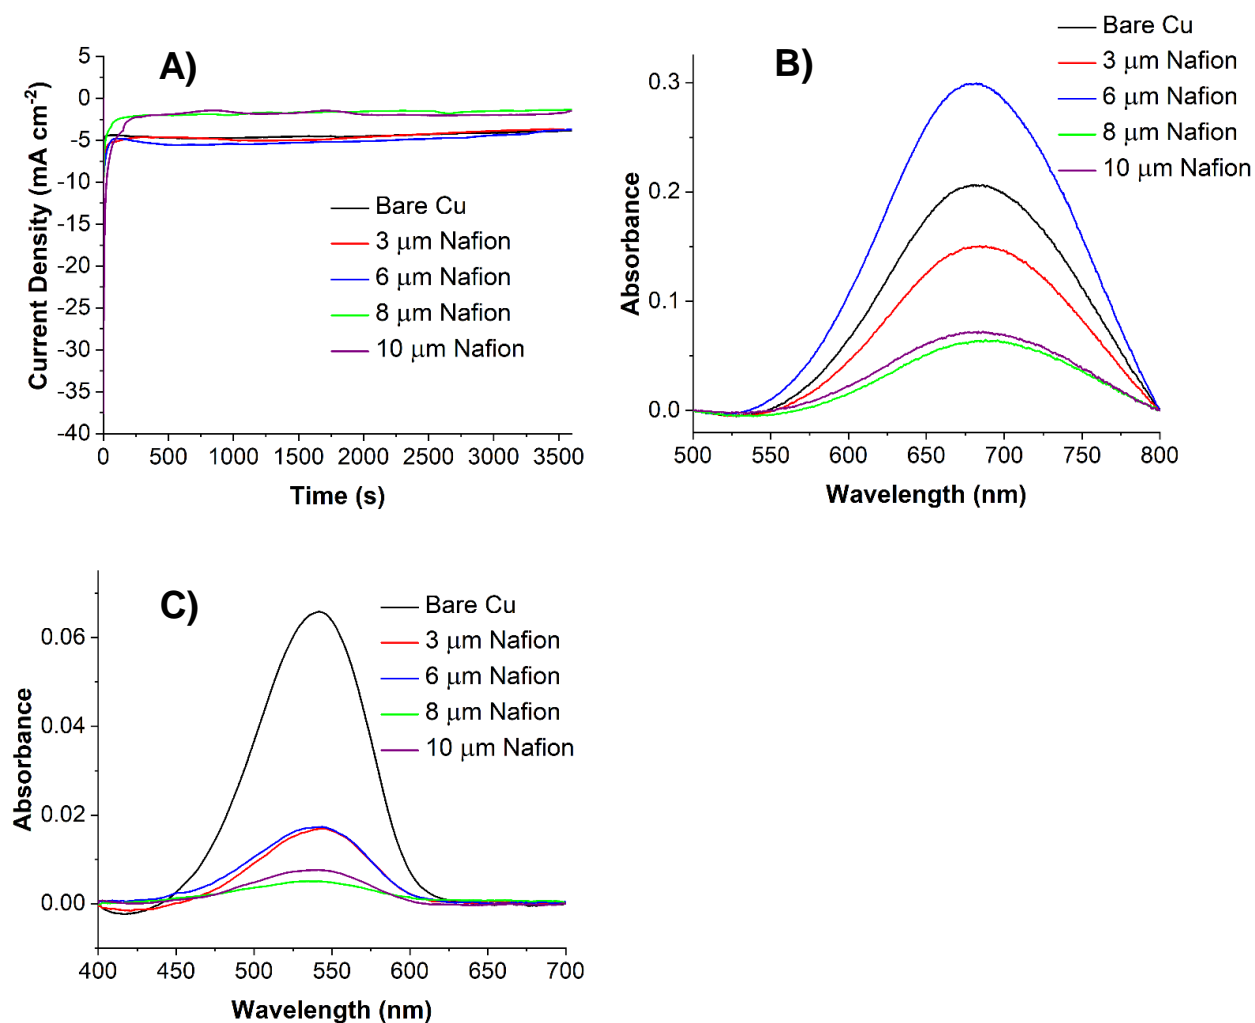 A)
5
0
-5
-10
-15
-20
-25
-30
-35
-40
Current Density (mA cm⁻²)
0 500 1000 1500 2000 2500 3000 3500
Time (s)
Bare Cu
3 μm Nafion
6 μm Nafion
8 μm Nafion
10 μm Nafion
B)
0.3
0.2
0.1
0.0
Absorbance
500 550 600 650 700 750 800
Wavelength (nm)
Bare Cu
3 μm Nafion
6 μm Nafion
8 μm Nafion
10 μm Nafion
C)
0.06
0.04
0.02
0.00
Absorbance
400 450 500 550 600 650 700
Wavelength (nm)
Bare Cu
3 μm Nafion
6 μm Nafion
8 μm Nafion
10 μm Nafion